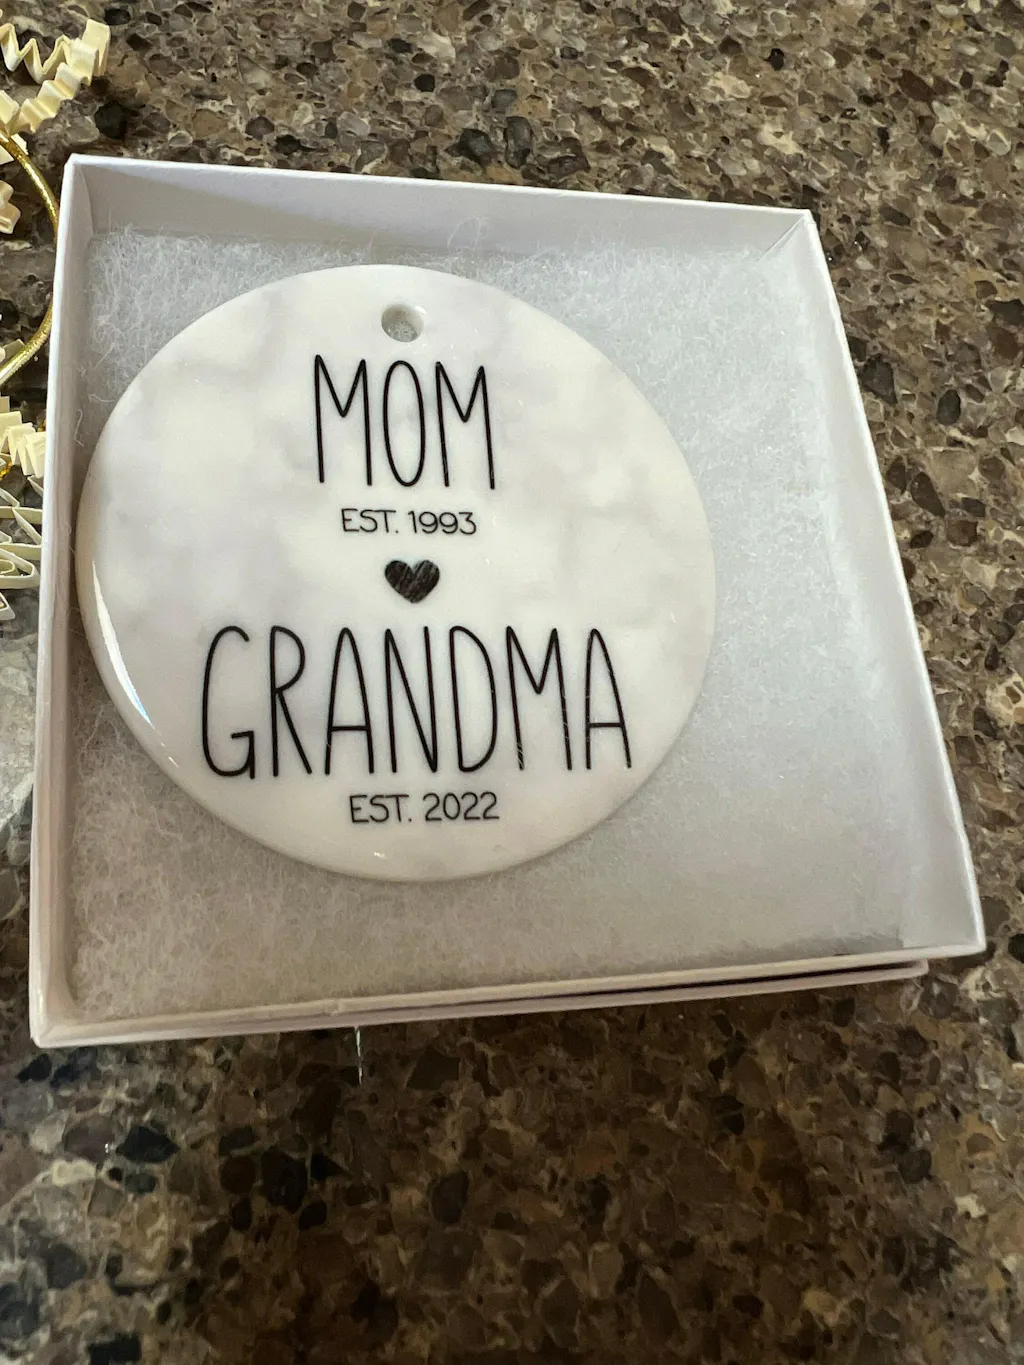 MOM
EST. 1993
GRANDMA
EST. 2022